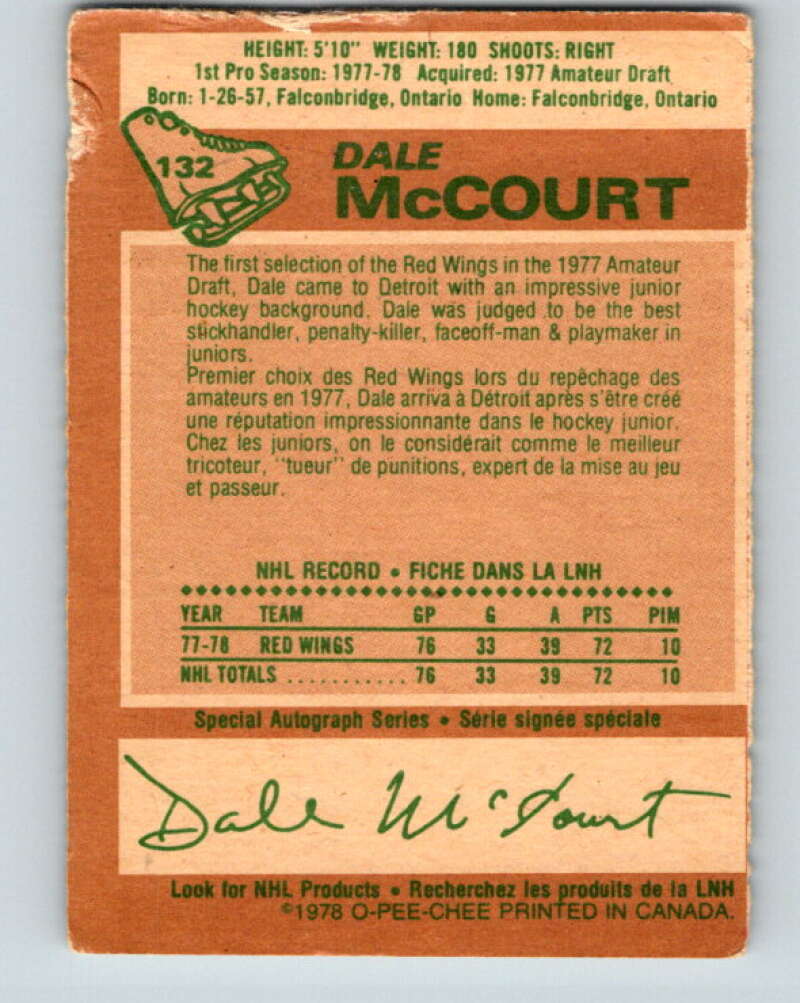 HEIGHT: 5'10" WEIGHT: 180 SHOOTS: RIGHT
1st Pro Season: 1977-78 Acquired: 1977 Amateur Draft
Born: 1-26-57, Falconbridge, Ontario Home: Falconbridge, Ontario
132
DALE
McCOURT
The first selection of the Red Wings in the 1977 Amateur
Draft, Dale came to Detroit with an impressive junior
hockey background. Dale was judged to be the best
stickhandler, penalty-killer, faceoff-man & playmaker in
juniors.
Premier choix des Red Wings lors du repêchage des
amateurs en 1977, Dale arriva à Détroit après s'être créé
une réputation impressionnante dans le hockey junior.
Chez les juniors, on le considérait comme le meilleur
tricoteur, "tueur" de punitions, expert de la mise au jeu
et passeur.
NHL RECORD • FICHE DANS LA LNH
YEAR TEAM GP G A PTS PIM
77-78 RED WINGS 76 33 39 72 10
NHL TOTALS ........... 76 33 39 72 10
Special Autograph Series • Série signée spéciale
Dale McCourt
Look for NHL Products • Recherchez les produits de la LNH
©1978 O-PEE-CHEE PRINTED IN CANADA.